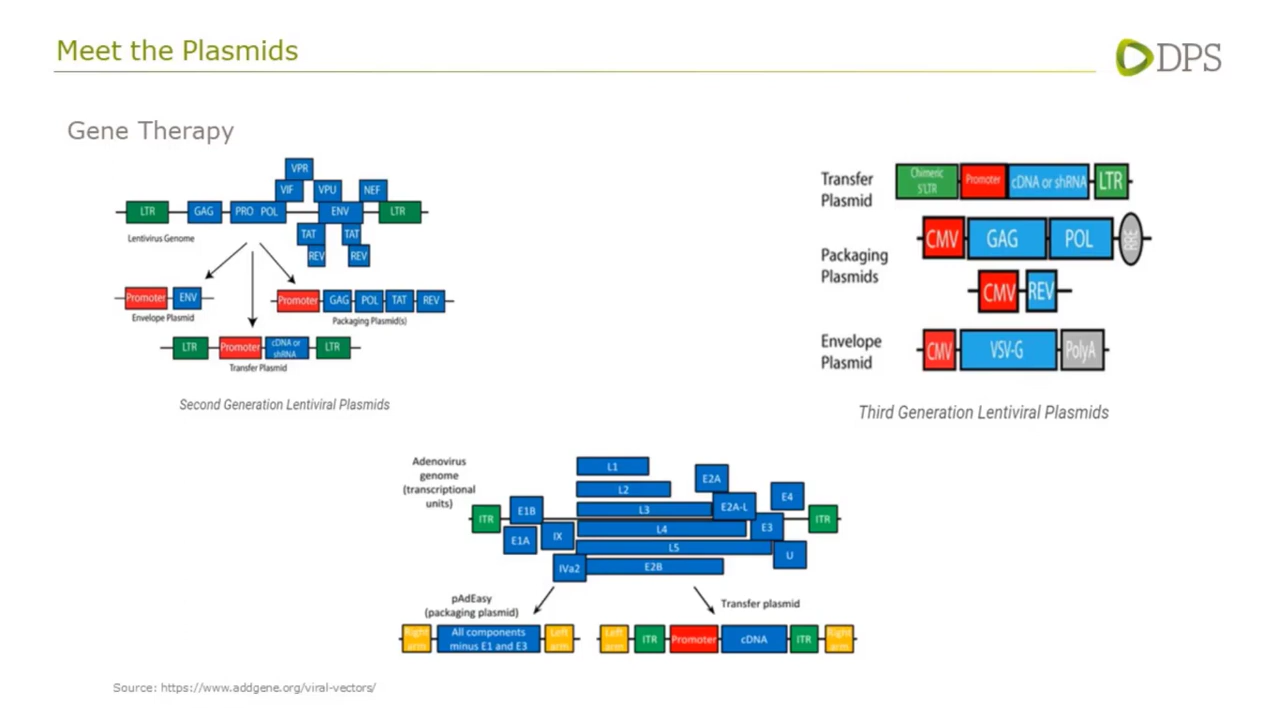 Meet the Plasmids
DPS
Gene Therapy
VPR
VIF VPU NEF
LTR GAG PRO POL ENV LTR
Lentivirus Genome
TAT TAT
REV REV
Promoter ENV
Envelope Plasmid
Promoter GAG POL TAT REV
Packaging Plasmid(s)
LTR Promoter cDNA or shRNA LTR
Transfer Plasmid
Second Generation Lentiviral Plasmids
Transfer
Plasmid
Chimeric
5'LTR
Promoter cDNA or shRNA LTR
Packaging
Plasmids
CMV GAG POL RRE
CMV REV
Envelope
Plasmid
CMV VSV-G PolyA
Third Generation Lentiviral Plasmids
Adenovirus
genome
(transcriptional
units)
L1
L2
L3
L4
L5
E2B
ITR E1B
E1A IX
IVa2
E2A
E2A-L
E4
E3
U
ITR
pAdEasy
(packaging plasmid)
Right
arm
All components
minus E1 and E3
Left
arm
Transfer plasmid
Left
arm
ITR Promoter cDNA ITR
Right
arm
Source: https://www.addgene.org/viral-vectors/